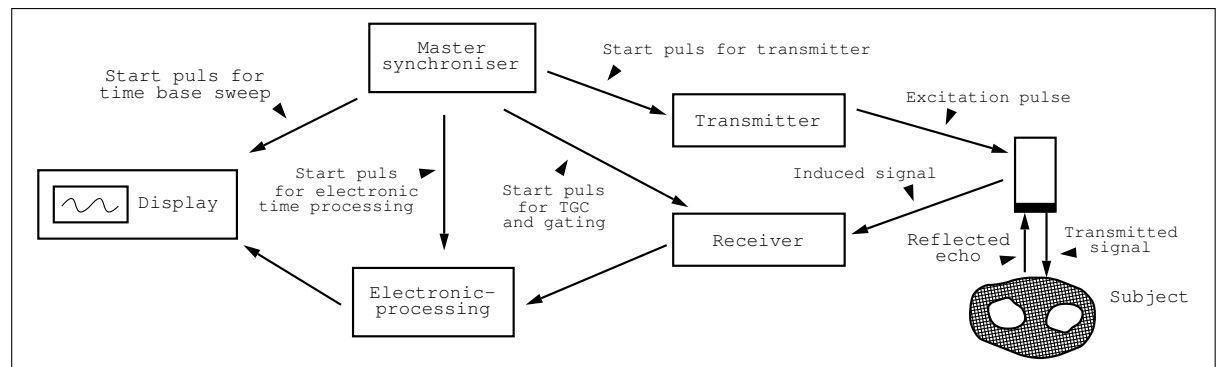 Master
synchroniser
Start puls for transmitter
Start puls for
time base sweep
Excitation pulse
Transmitter
Start puls
for electronic
time processing
Start puls
for TGC
and gating
Induced signal
Display
Receiver
Reflected
echo
Transmitted
signal
Electronic-
processing
Subject